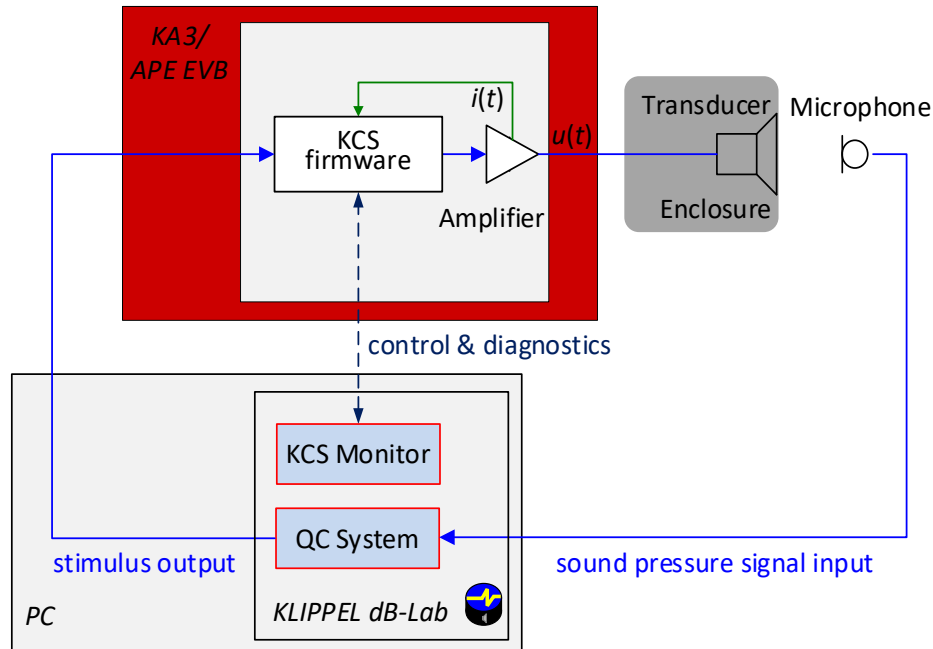 KA3/
APE EVB
i(t)
u(t)
KCS
firmware
Amplifier
Transducer
Enclosure
Microphone
control & diagnostics
KCS Monitor
QC System
stimulus output
sound pressure signal input
KLIPPEL dB-Lab
PC